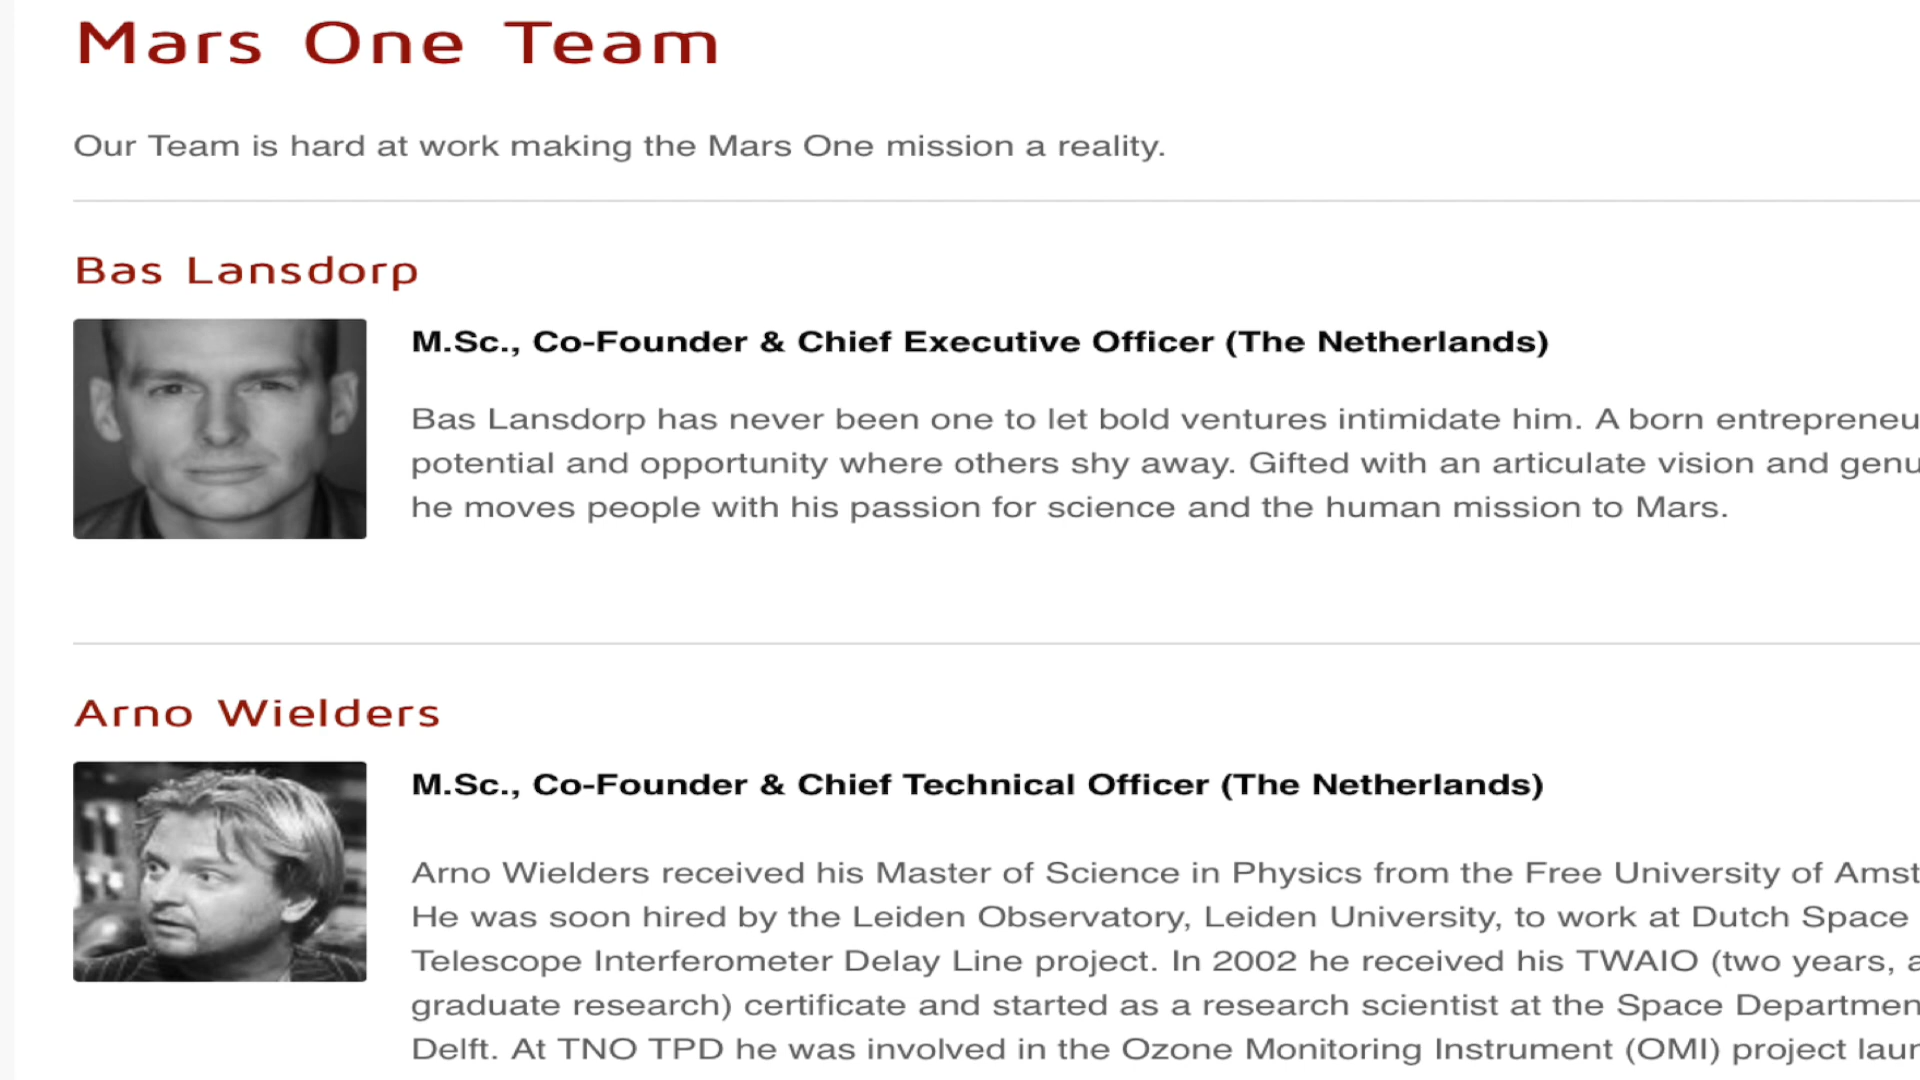 Mars One Team
Our Team is hard at work making the Mars One mission a reality.
Bas Lansdorp
M.Sc., Co-Founder & Chief Executive Officer (The Netherlands)
Bas Lansdorp has never been one to let bold ventures intimidate him. A born
potential and opportunity where others shy away. Gifted with an articulate vision and
he moves people with his passion for science and the human mission to Mars.
Arno Wielders
M.Sc., Co-Founder & Chief Technical Officer (The Netherlands)
Arno Wielders received his Master of Science in Physics from the Free University of
He was soon hired by the Leiden Observatory, Leiden University, to work at Dutch Space
Telescope Interferometer Delay Line project. In 2002 he received his TWAIO (two years,
graduate research) certificate and started as a research scientist at the Space
Delft. At TNO TPD he was involved in the Ozone Monitoring Instrument (OMI) project